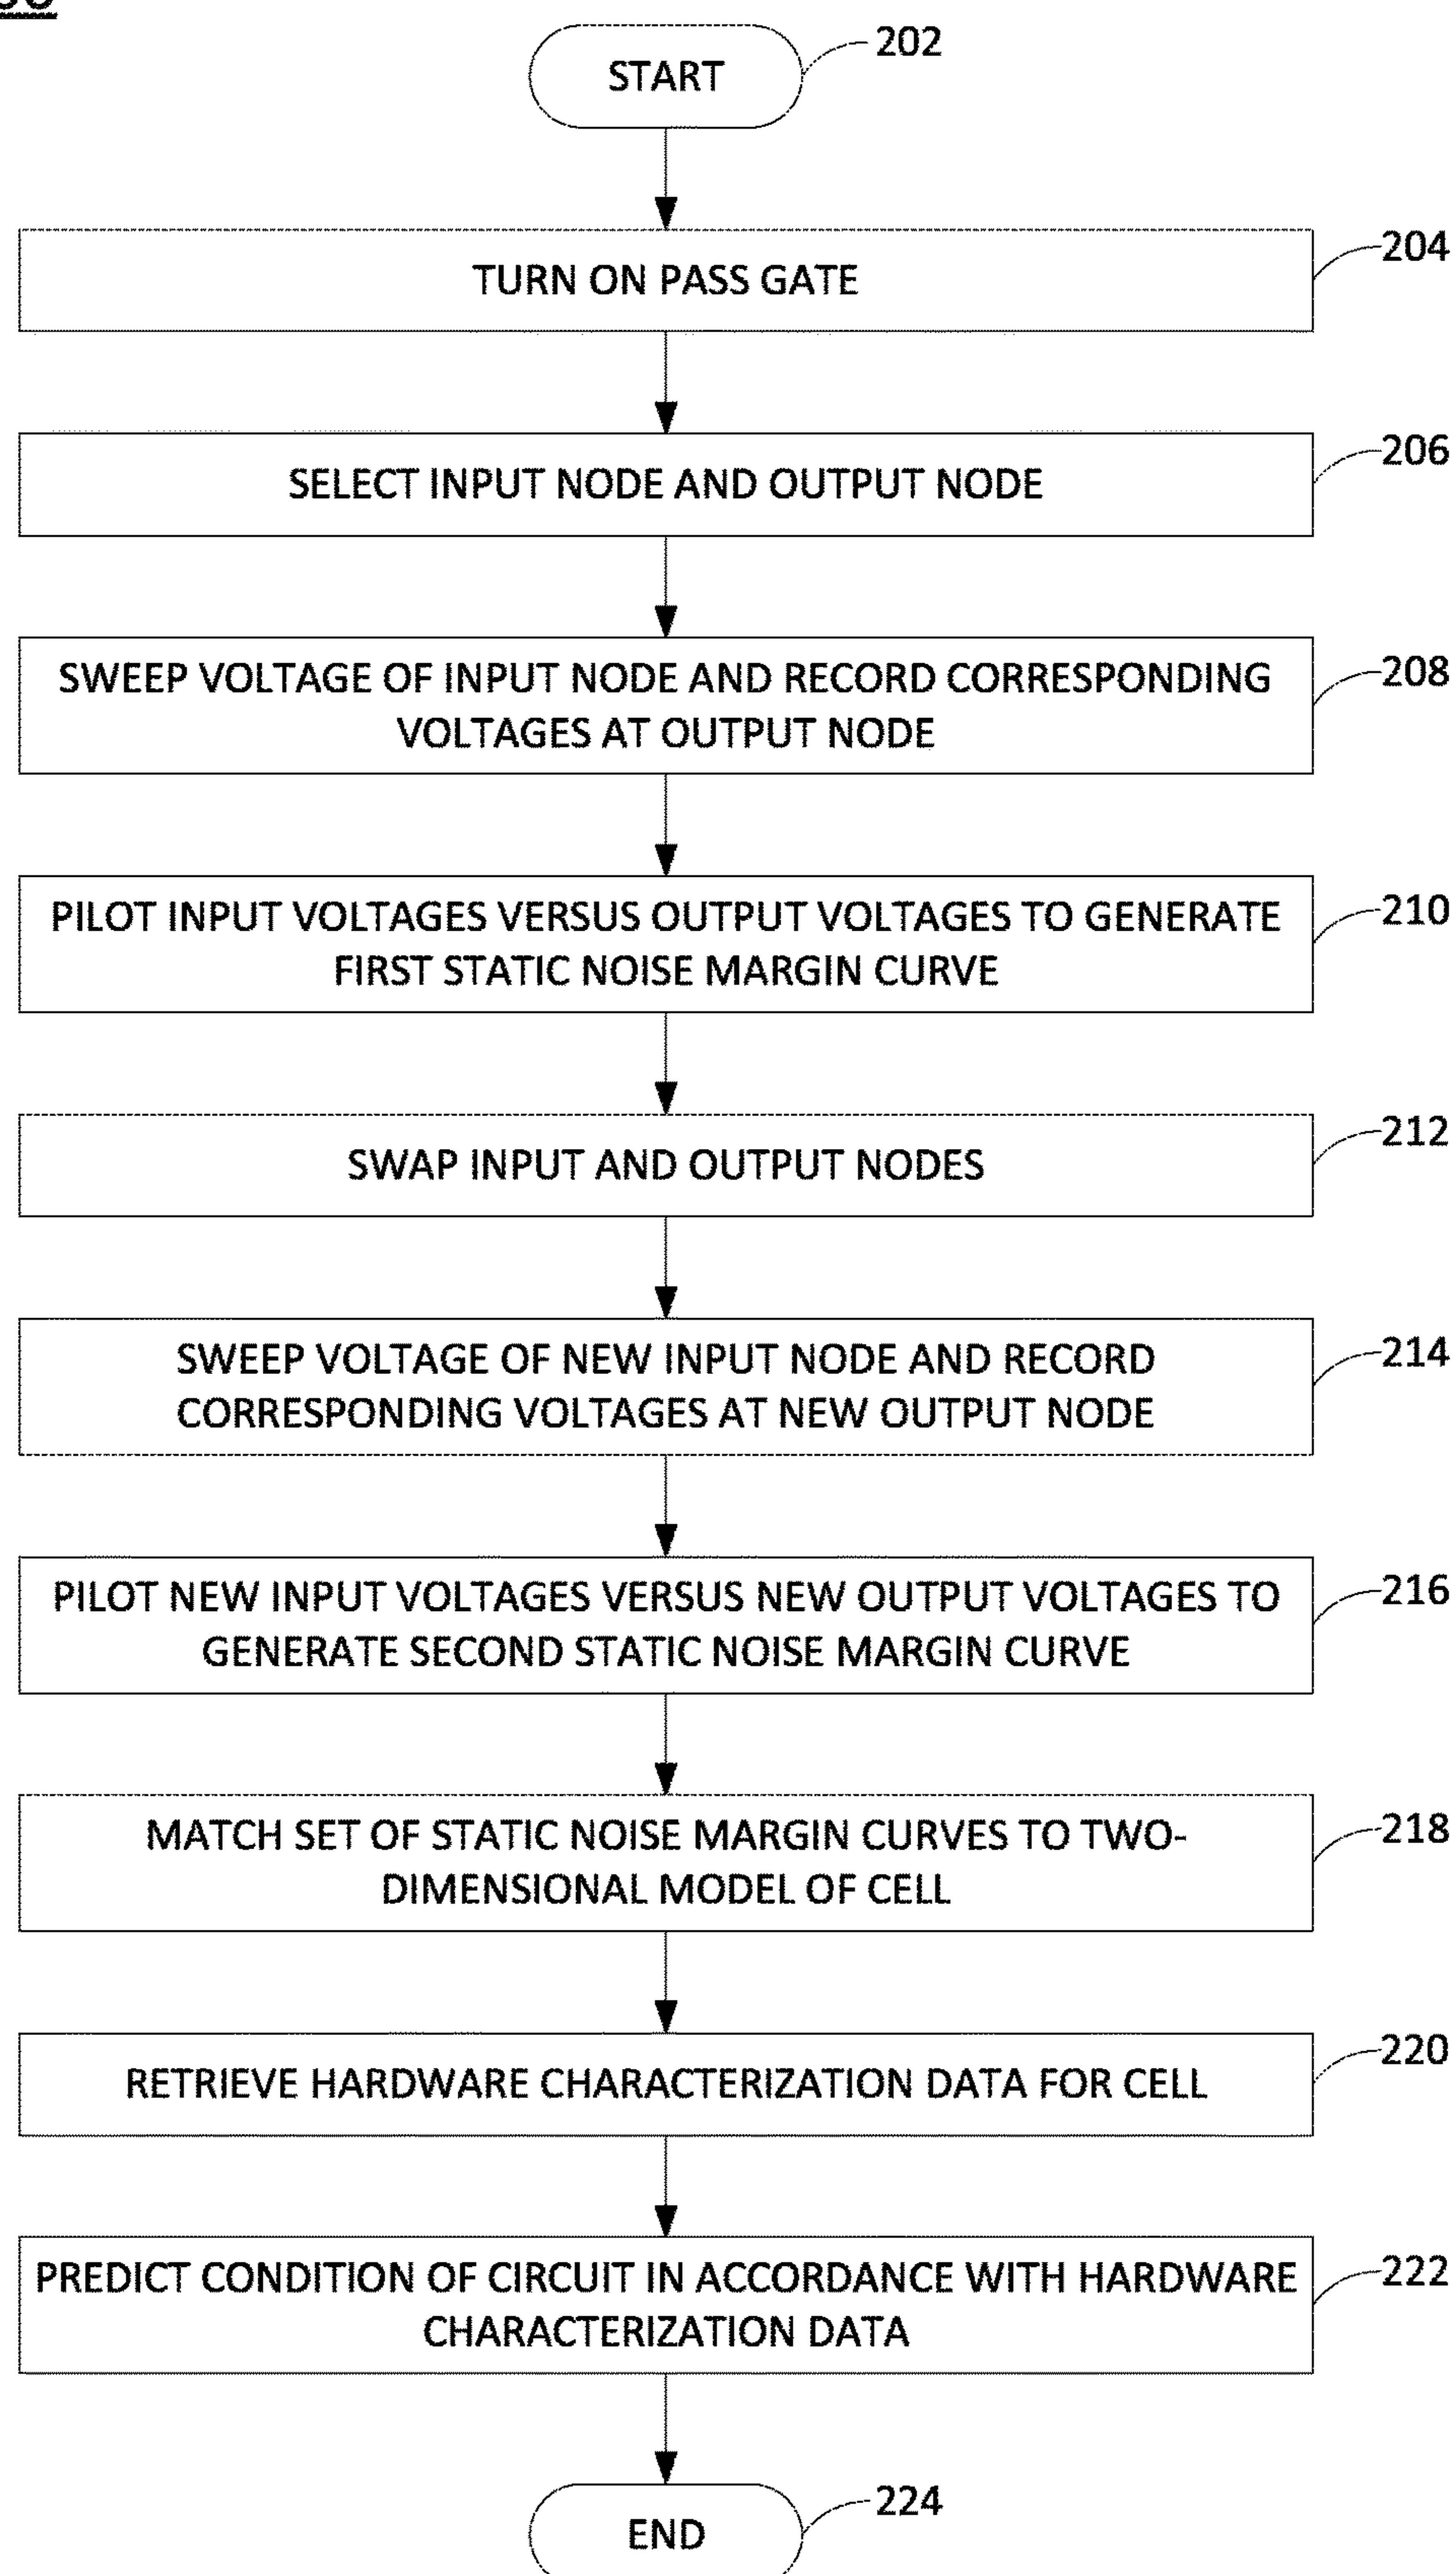 START
202
TURN ON PASS GATE
204
SELECT INPUT NODE AND OUTPUT NODE
206
SWEEP VOLTAGE OF INPUT NODE AND RECORD CORRESPONDING
VOLTAGES AT OUTPUT NODE
208
PILOT INPUT VOLTAGES VERSUS OUTPUT VOLTAGES TO GENERATE
FIRST STATIC NOISE MARGIN CURVE
210
SWAP INPUT AND OUTPUT NODES
212
SWEEP VOLTAGE OF NEW INPUT NODE AND RECORD
CORRESPONDING VOLTAGES AT NEW OUTPUT NODE
214
PILOT NEW INPUT VOLTAGES VERSUS NEW OUTPUT VOLTAGES TO
GENERATE SECOND STATIC NOISE MARGIN CURVE
216
MATCH SET OF STATIC NOISE MARGIN CURVES TO TWO-
DIMENSIONAL MODEL OF CELL
218
RETRIEVE HARDWARE CHARACTERIZATION DATA FOR CELL
220
PREDICT CONDITION OF CIRCUIT IN ACCORDANCE WITH HARDWARE
CHARACTERIZATION DATA
222
END
224